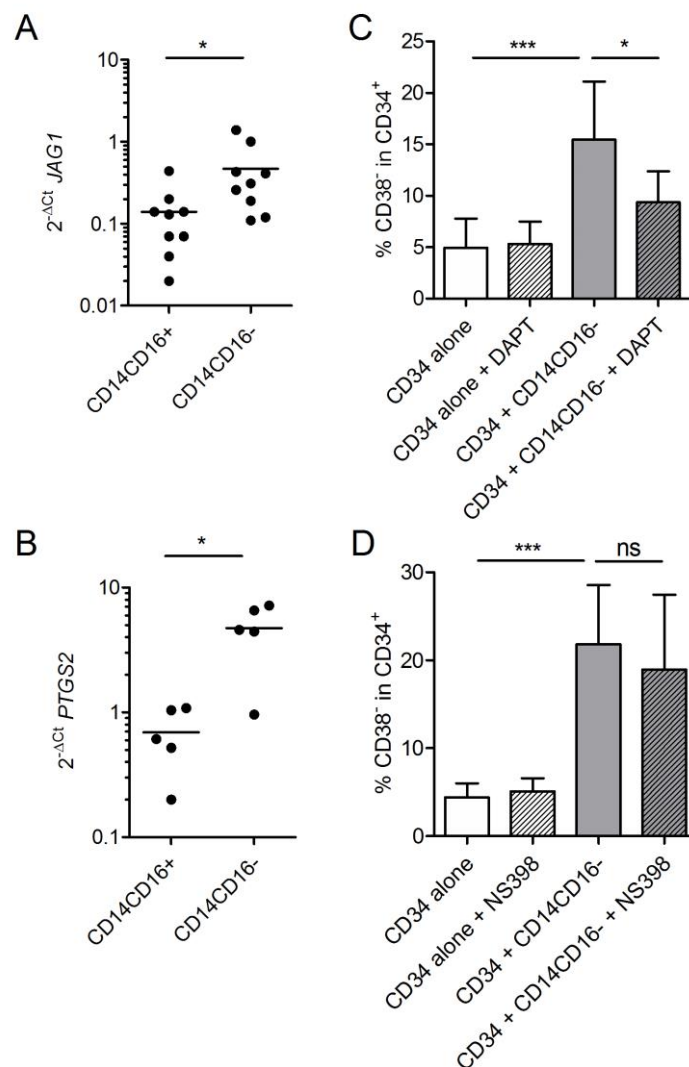 A
*
10
1
0.1
0.01
2^-ΔCt JAG1
CD14CD16+
CD14CD16-
C
***
*
25
20
15
10
5
0
% CD38⁻ in CD34⁺
CD34 alone
CD34 alone + DAPT
CD34 + CD14CD16-
CD34 + CD14CD16- + DAPT
B
*
10
1
0.1
2^-ΔCt PTGS2
CD14CD16+
CD14CD16-
D
***
ns
30
20
10
0
% CD38⁻ in CD34⁺
CD34 alone
CD34 alone + NS398
CD34 + CD14CD16-
CD34 + CD14CD16- + NS398